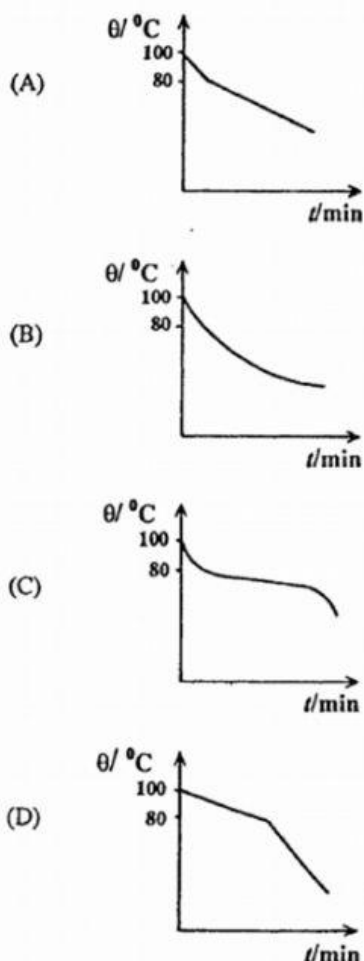 θ/ ⁰C
100
(A)
80
t/min
θ/ ⁰C
100
80
(B)
t/min
θ/ ⁰C
100
(C)
80
t/min
θ/ ⁰C
100
(D)
80
t/min